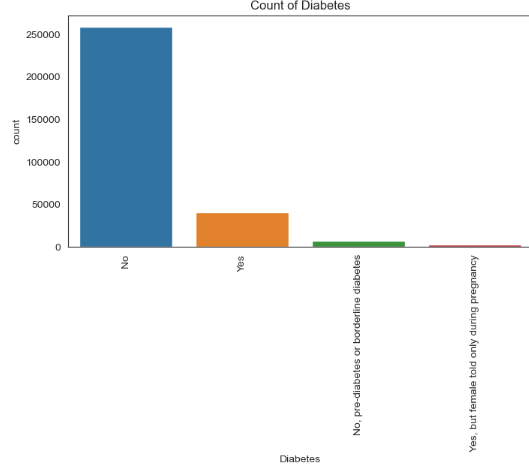 Count of Diabetes
250000
200000
150000
100000
50000
0
count
No
Yes
No, pre-diabetes or borderline diabetes
Yes, but female told only during pregnancy
Diabetes